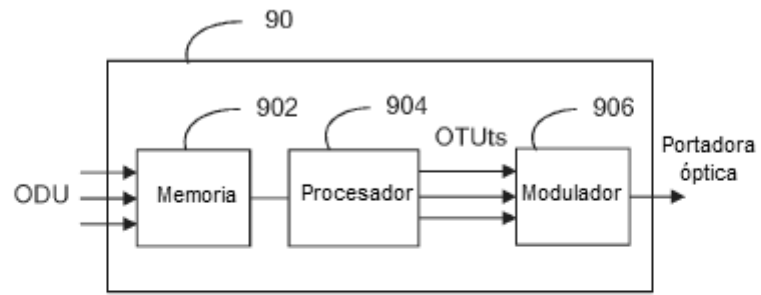 90
902
904
906
OTUts
Portadora
óptica
ODU
Memoria
Procesador
Modulador